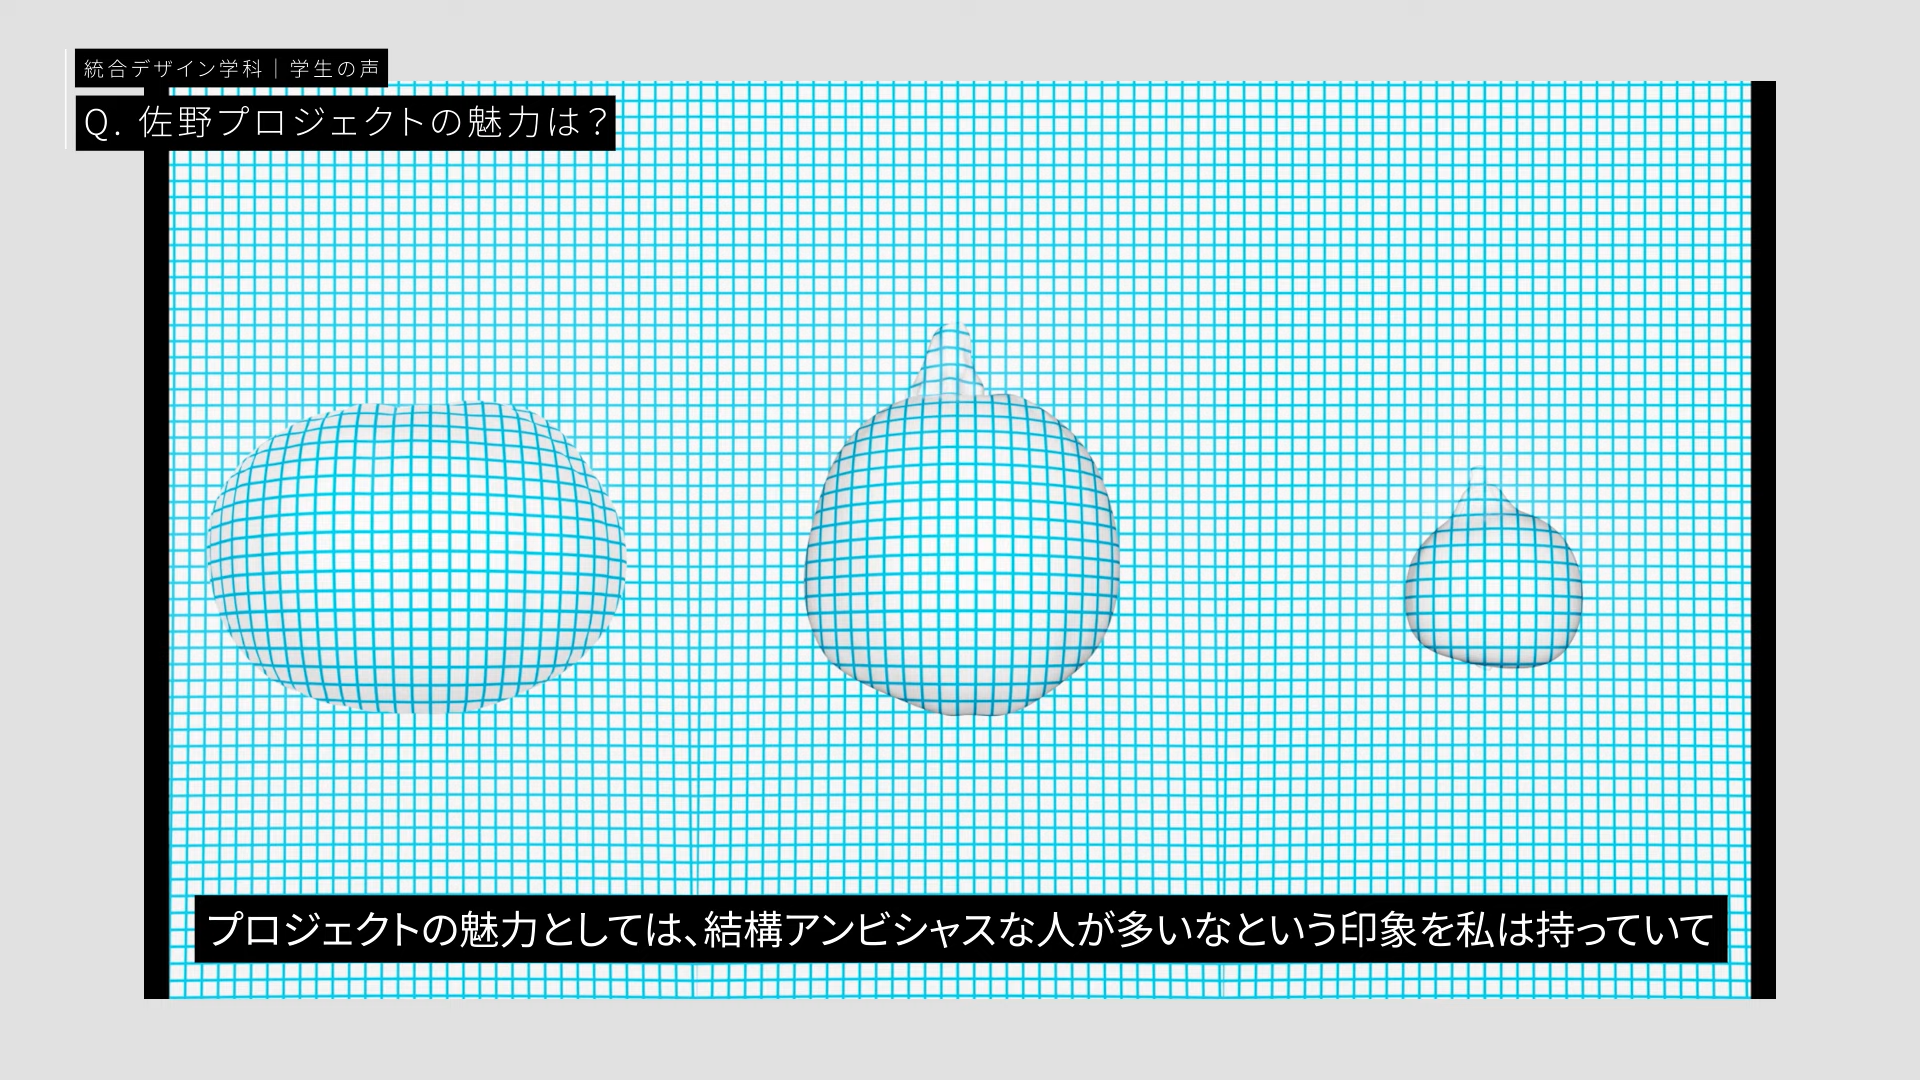 統合デザイン学科｜学生の声
Q. 佐野プロジェクトの魅力は？
プロジェクトの魅力としては、結構アンビシャスな人が多いなという印象を私は持っていて